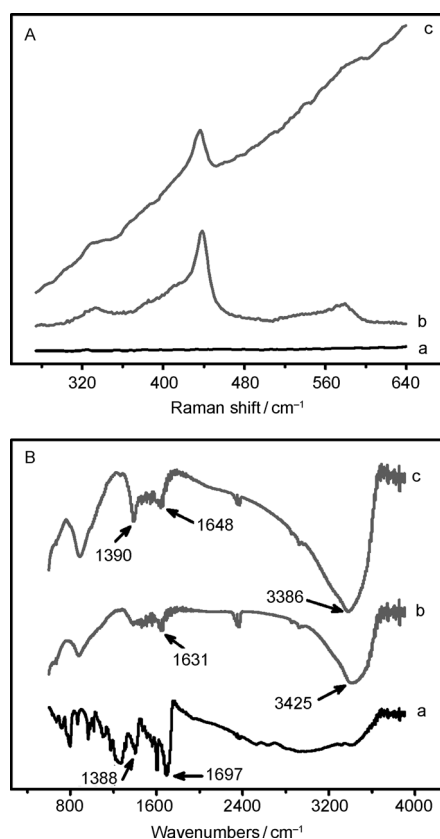 A
c
b
a
320 400 480 560 640
Raman shift / cm⁻¹
B
c
1390
1648
3386
b
1631
3425
a
1388
1697
800 1600 2400 3200 4000
Wavenumbers / cm⁻¹